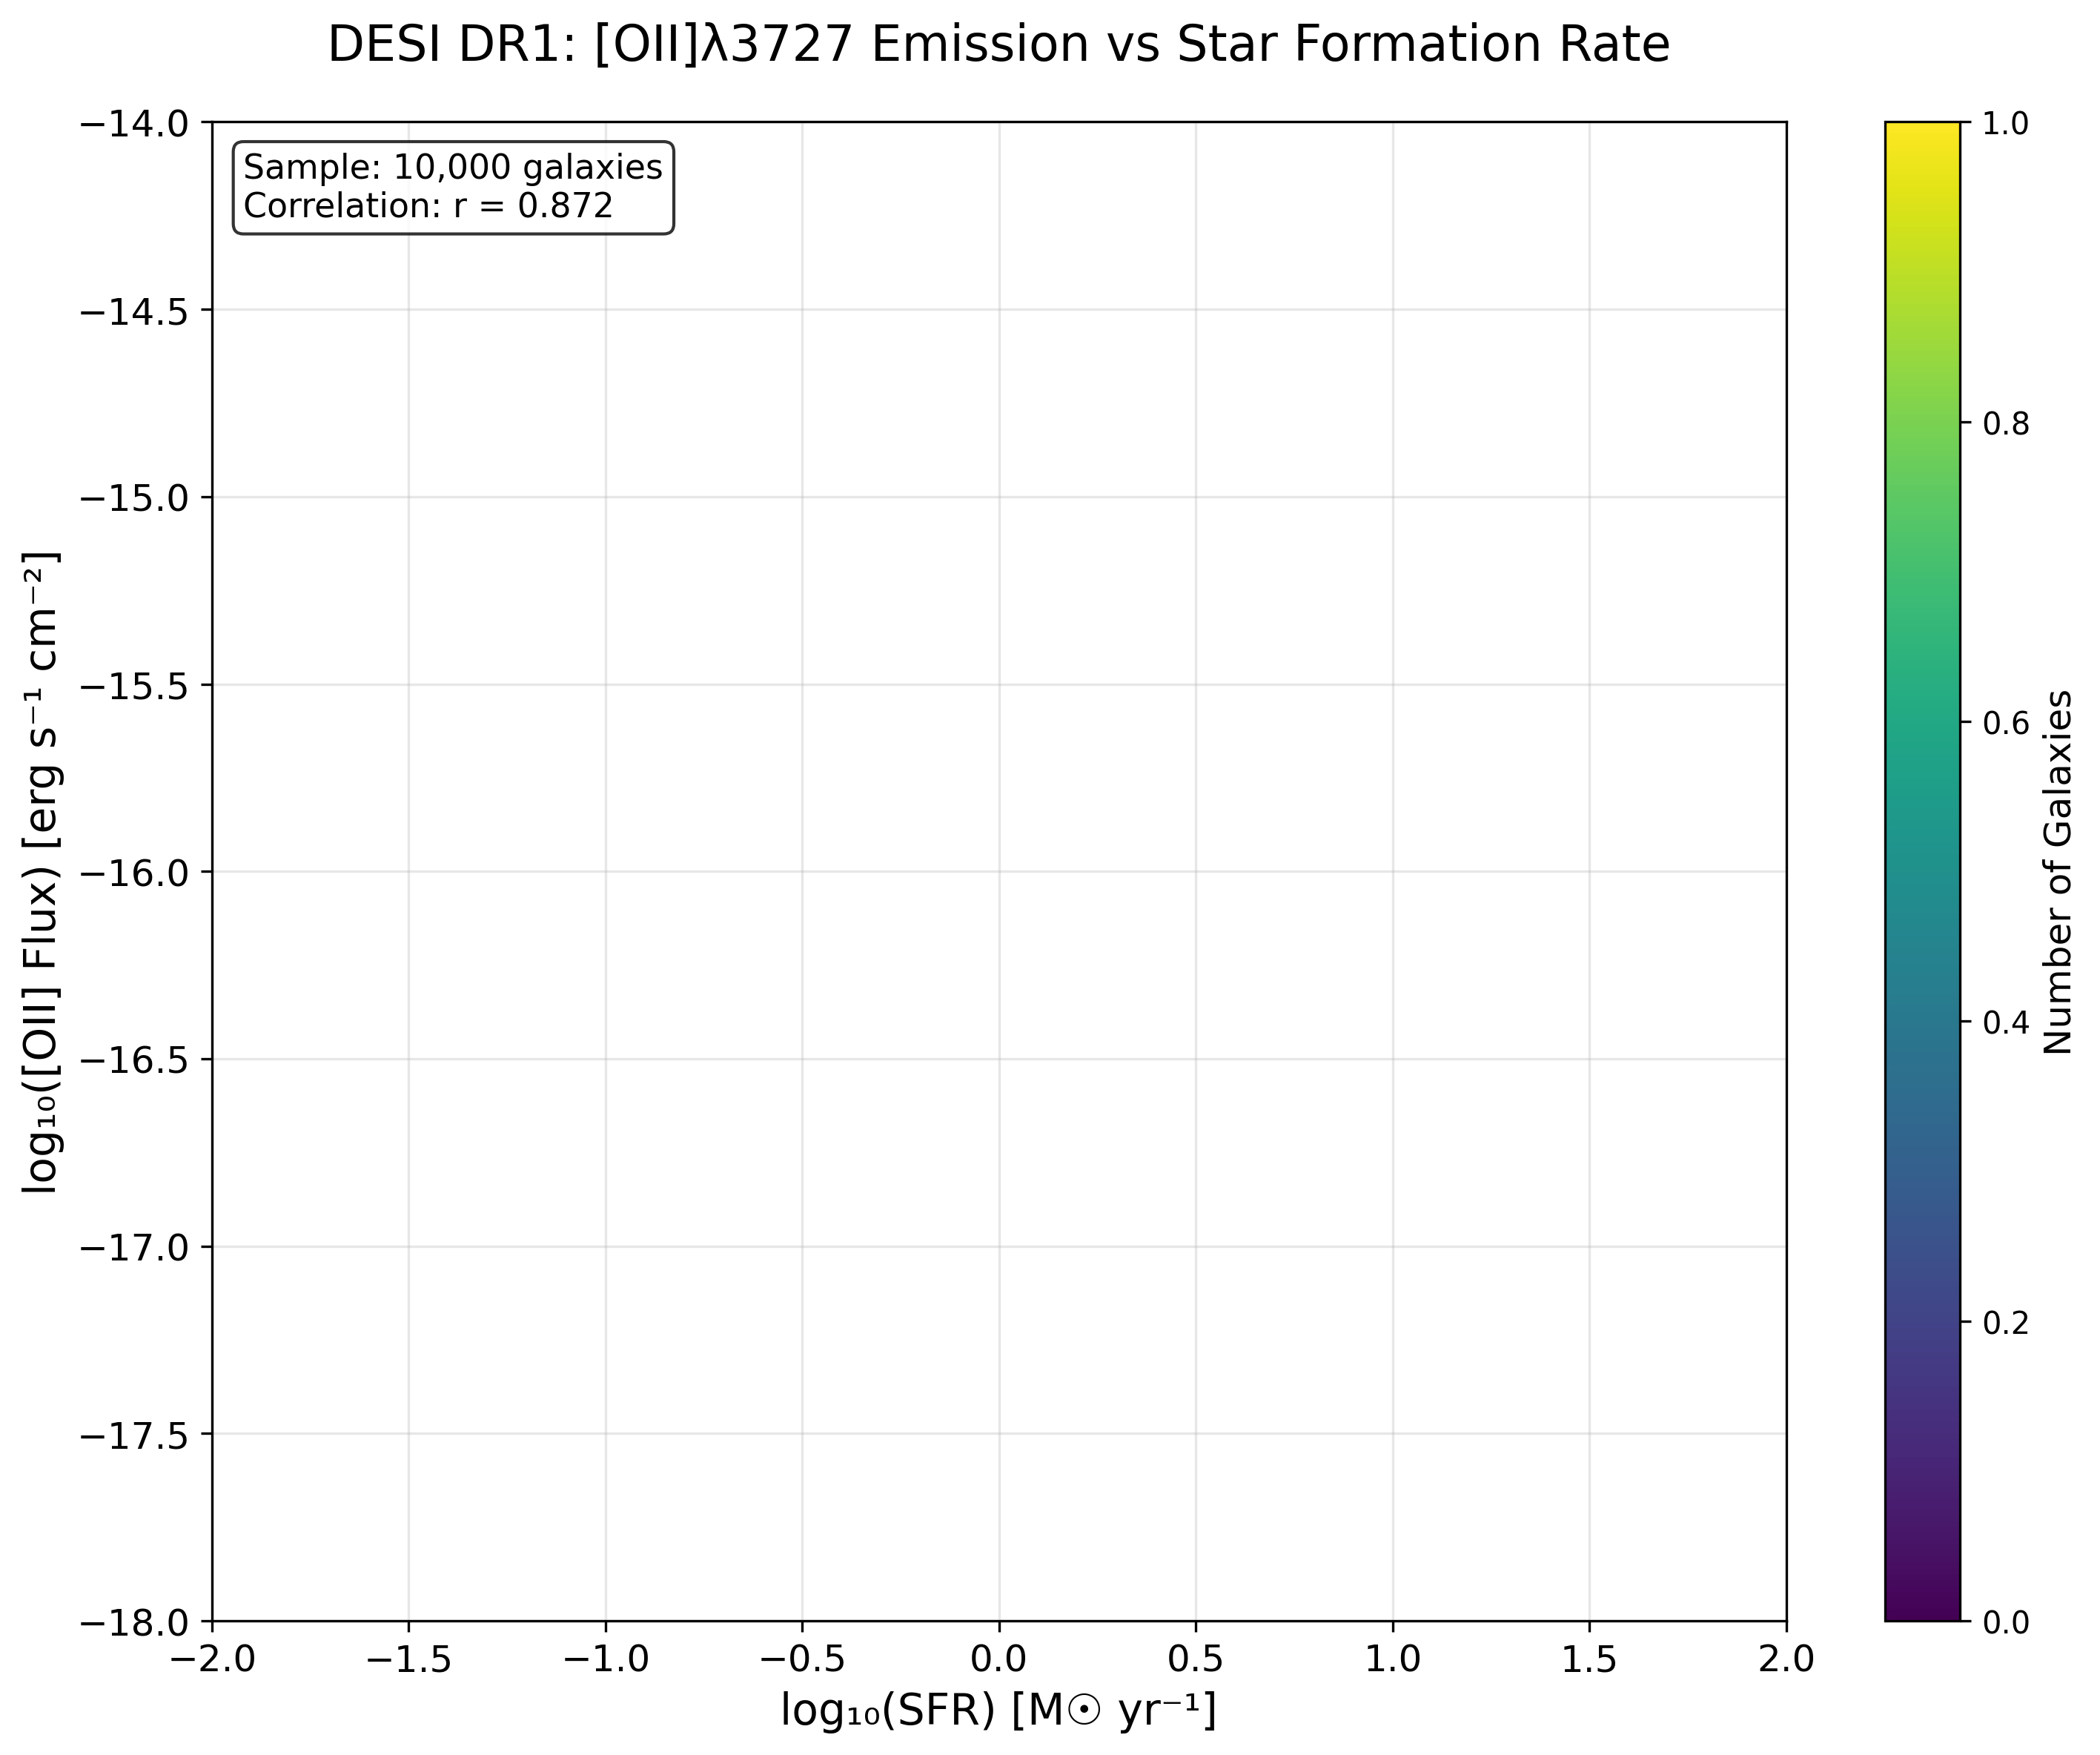 DESI DR1: [OII]λ3727 Emission vs Star Formation Rate
Sample: 10,000 galaxies
Correlation: r = 0.872
log₁₀([OII] Flux) [erg s⁻¹ cm⁻²]
−14.0
−14.5
−15.0
−15.5
−16.0
−16.5
−17.0
−17.5
−18.0
−2.0 −1.5 −1.0 −0.5 0.0 0.5 1.0 1.5 2.0
log₁₀(SFR) [M☉ yr⁻¹]
1.0
0.8
0.6
0.4
0.2
0.0
Number of Galaxies